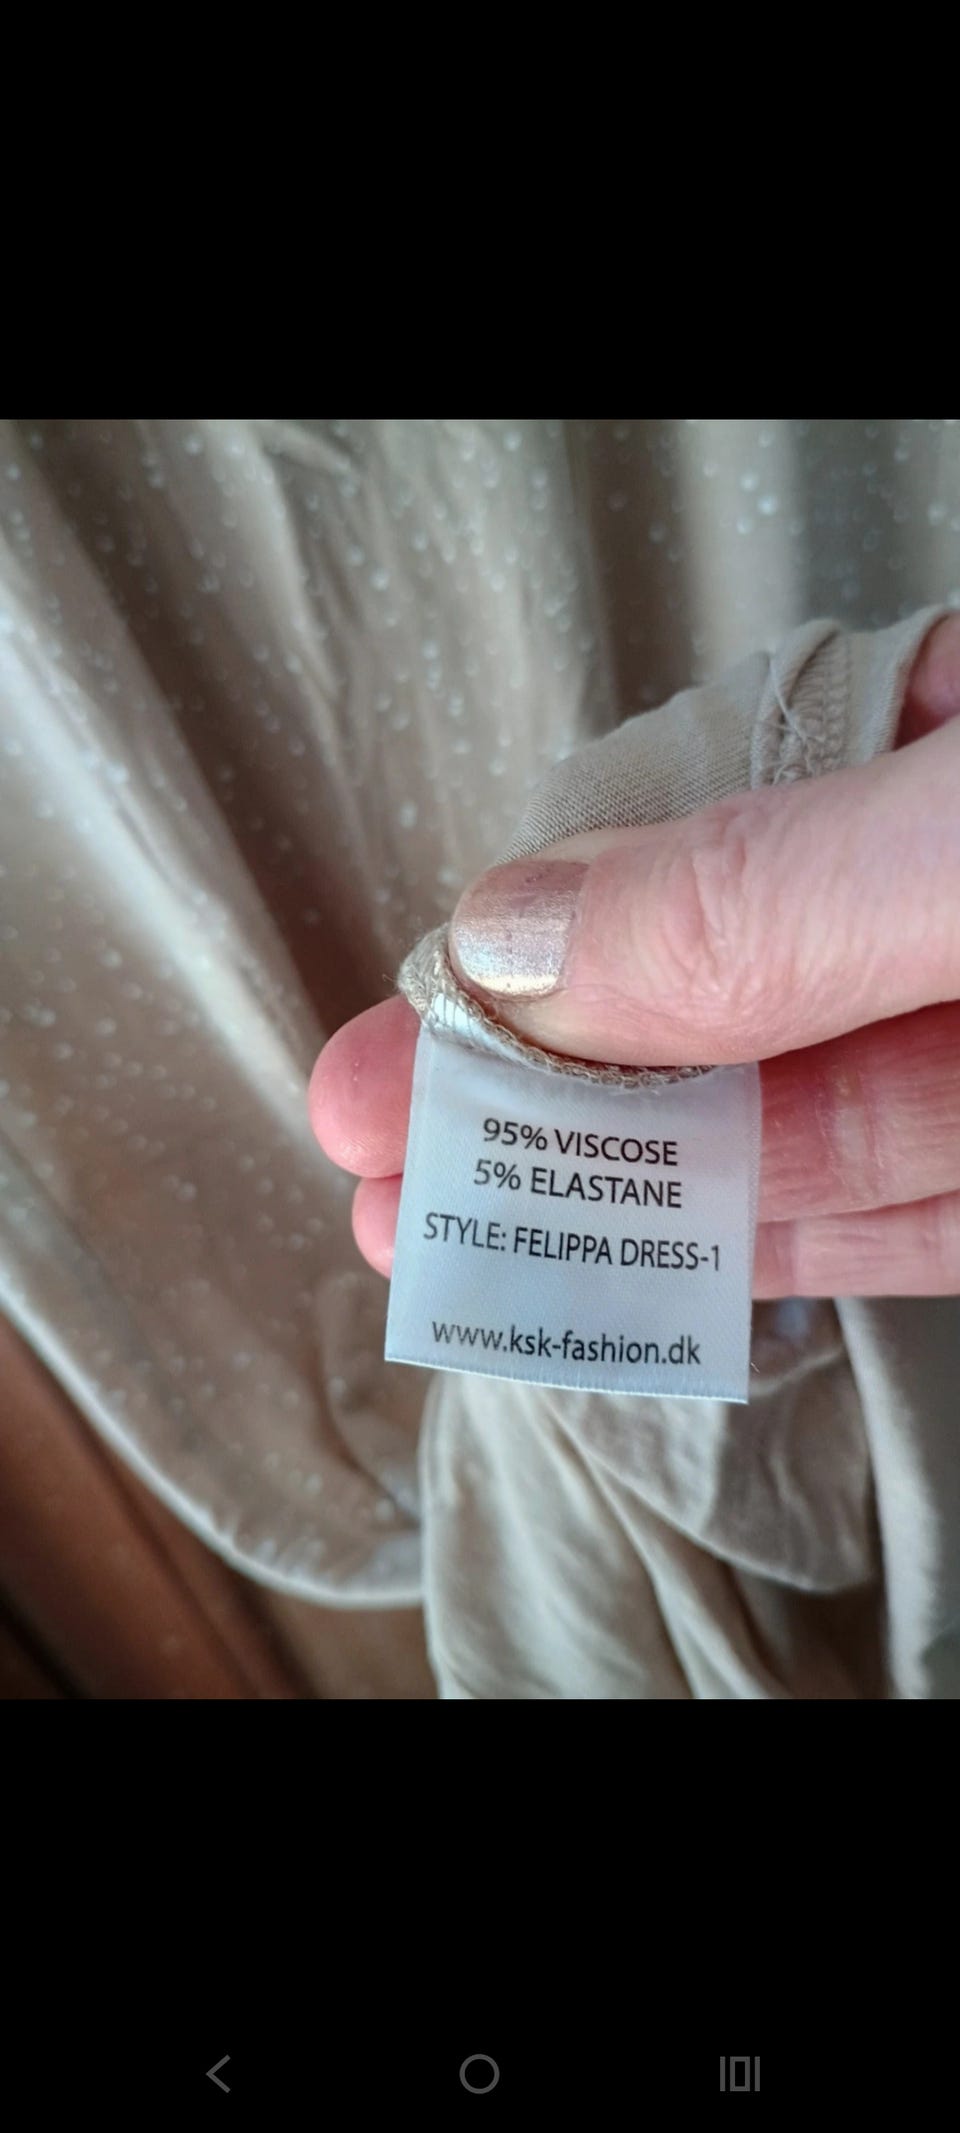 95% VISCOSE
5% ELASTANE
STYLE: FELIPPA DRESS-1
www.ksk-fashion.dk